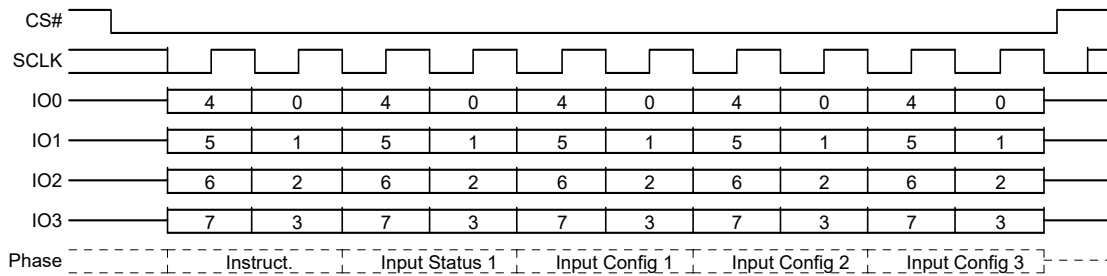 CS#
SCLK
IO0 4 0 4 0 4 0 4 0 4 0
IO1 5 1 5 1 5 1 5 1 5 1
IO2 6 2 6 2 6 2 6 2 6 2
IO3 7 3 7 3 7 3 7 3 7 3
Phase Instruct. Input Status 1 Input Config 1 Input Config 2 Input Config 3